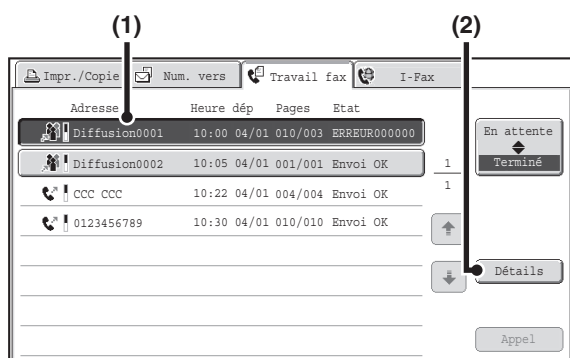 (1) (2)
Impr./Copie Num. vers Travail fax I-Fax
Adresse Heure dép Pages Etat
Diffusion0001 10:00 04/01 010/003 ERREUR000000
En attente
Terminé
Diffusion0002 10:05 04/01 001/001 Envoi OK
1
1
CCC CCC 10:22 04/01 004/004 Envoi OK
0123456789 10:30 04/01 010/010 Envoi OK
Détails
Appel